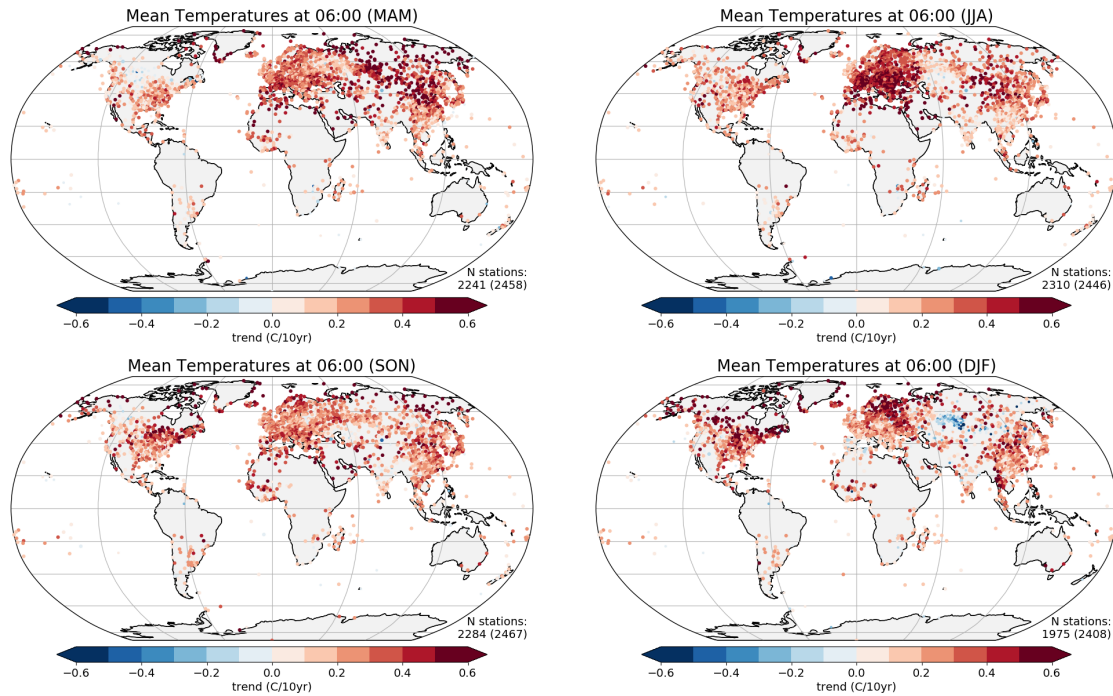 Mean Temperatures at 06:00 (MAM)
N stations:
2241 (2458)
−0.6 −0.4 −0.2 0.0 0.2 0.4 0.6
trend (C/10yr)
Mean Temperatures at 06:00 (JJA)
N stations:
2310 (2446)
−0.6 −0.4 −0.2 0.0 0.2 0.4 0.6
trend (C/10yr)
Mean Temperatures at 06:00 (SON)
N stations:
2284 (2467)
−0.6 −0.4 −0.2 0.0 0.2 0.4 0.6
trend (C/10yr)
Mean Temperatures at 06:00 (DJF)
N stations:
1975 (2408)
−0.6 −0.4 −0.2 0.0 0.2 0.4 0.6
trend (C/10yr)